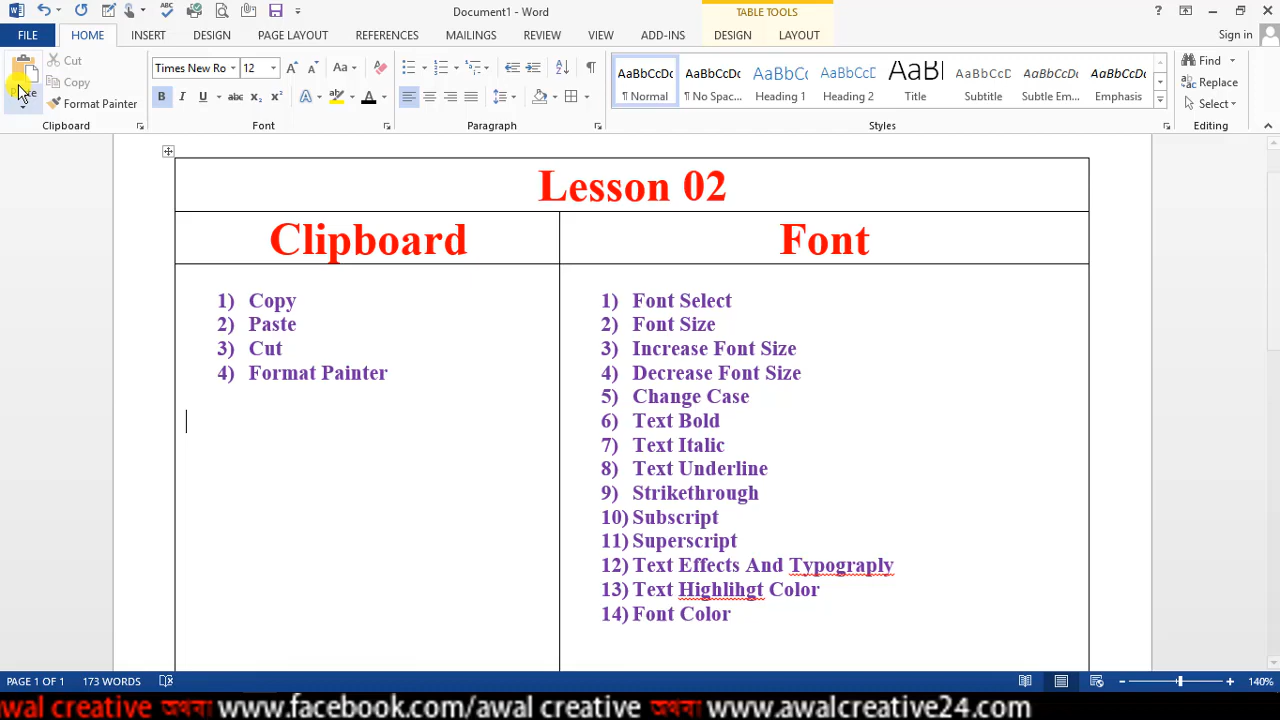 Document1 - Word
TABLE TOOLS
FILE HOME INSERT DESIGN PAGE LAYOUT REFERENCES MAILINGS REVIEW VIEW ADD-INS DESIGN LAYOUT Sign in
Cut
Copy
Format Painter
Times New Ro 12
Clipboard Font Paragraph Styles Editing
AaBbCcDc AaBbCcDc AaBbCc AaBbCcC AaBl AaBbCcD AaBbCcDc AaBbCcDc
¶ Normal ¶ No Spac... Heading 1 Heading 2 Title Subtitle Subtle Em... Emphasis
Find
Replace
Select
Lesson 02
Clipboard Font
1) Copy
2) Paste
3) Cut
4) Format Painter
1) Font Select
2) Font Size
3) Increase Font Size
4) Decrease Font Size
5) Change Case
6) Text Bold
7) Text Italic
8) Text Underline
9) Strikethrough
10) Subscript
11) Superscript
12) Text Effects And Typograply
13) Text Highlihgt Color
14) Font Color
PAGE 1 OF 1 173 WORDS 140%
awal creative অথবা www.facebook.com/awal creative অথবা www.awalcreative24.com